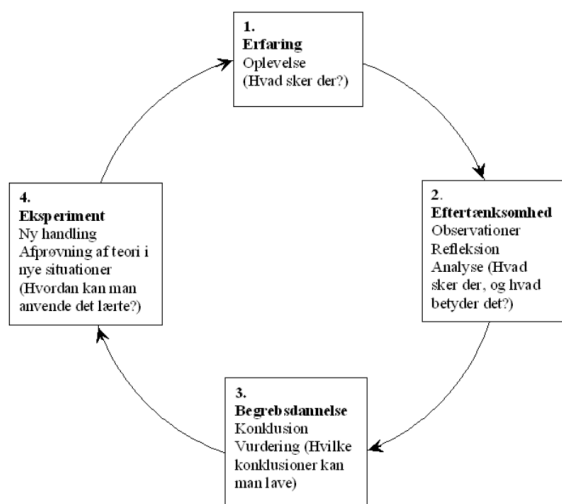 1.
Erfaring
Oplevelse
(Hvad sker der?)
2.
Eftertænksomhed
Observationer
Refleksion
Analyse (Hvad
sker der, og hvad
betyder det?)
3.
Begrebsdannelse
Konklusion
Vurdering (Hvilke
konklusioner kan
man lave)
4.
Eksperiment
Ny handling
Afprøvning af teori i
nye situationer
(Hvordan kan man
anvende det lærte?)